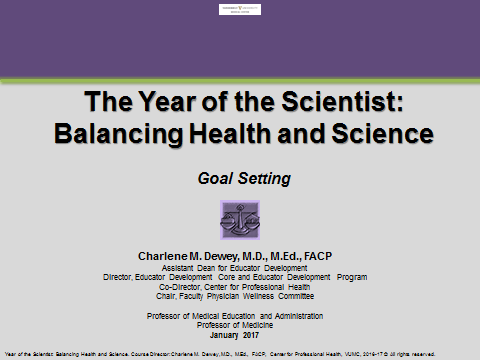 VANDERBILT UNIVERSITY
The Year of the Scientist:
Balancing Health and Science
Goal Setting
Charlene M. Dewey, M.D., M.Ed., FACP
Assistant Dean for Educator Development
Director, Educator Development Core and Educator Development Program
Co-Director, Center for Professional Health
Chair, Faculty Physician Wellness Committee
Professor of Medical Education and Administration
Professor of Medicine
January 2017
Year of the Scientist: Balancing Health and Science. Course Director: Charlene M. Dewey, M.D., M.Ed., FACP, Center for Professional Health, VUMC, 2016-17 © All rights reserved.